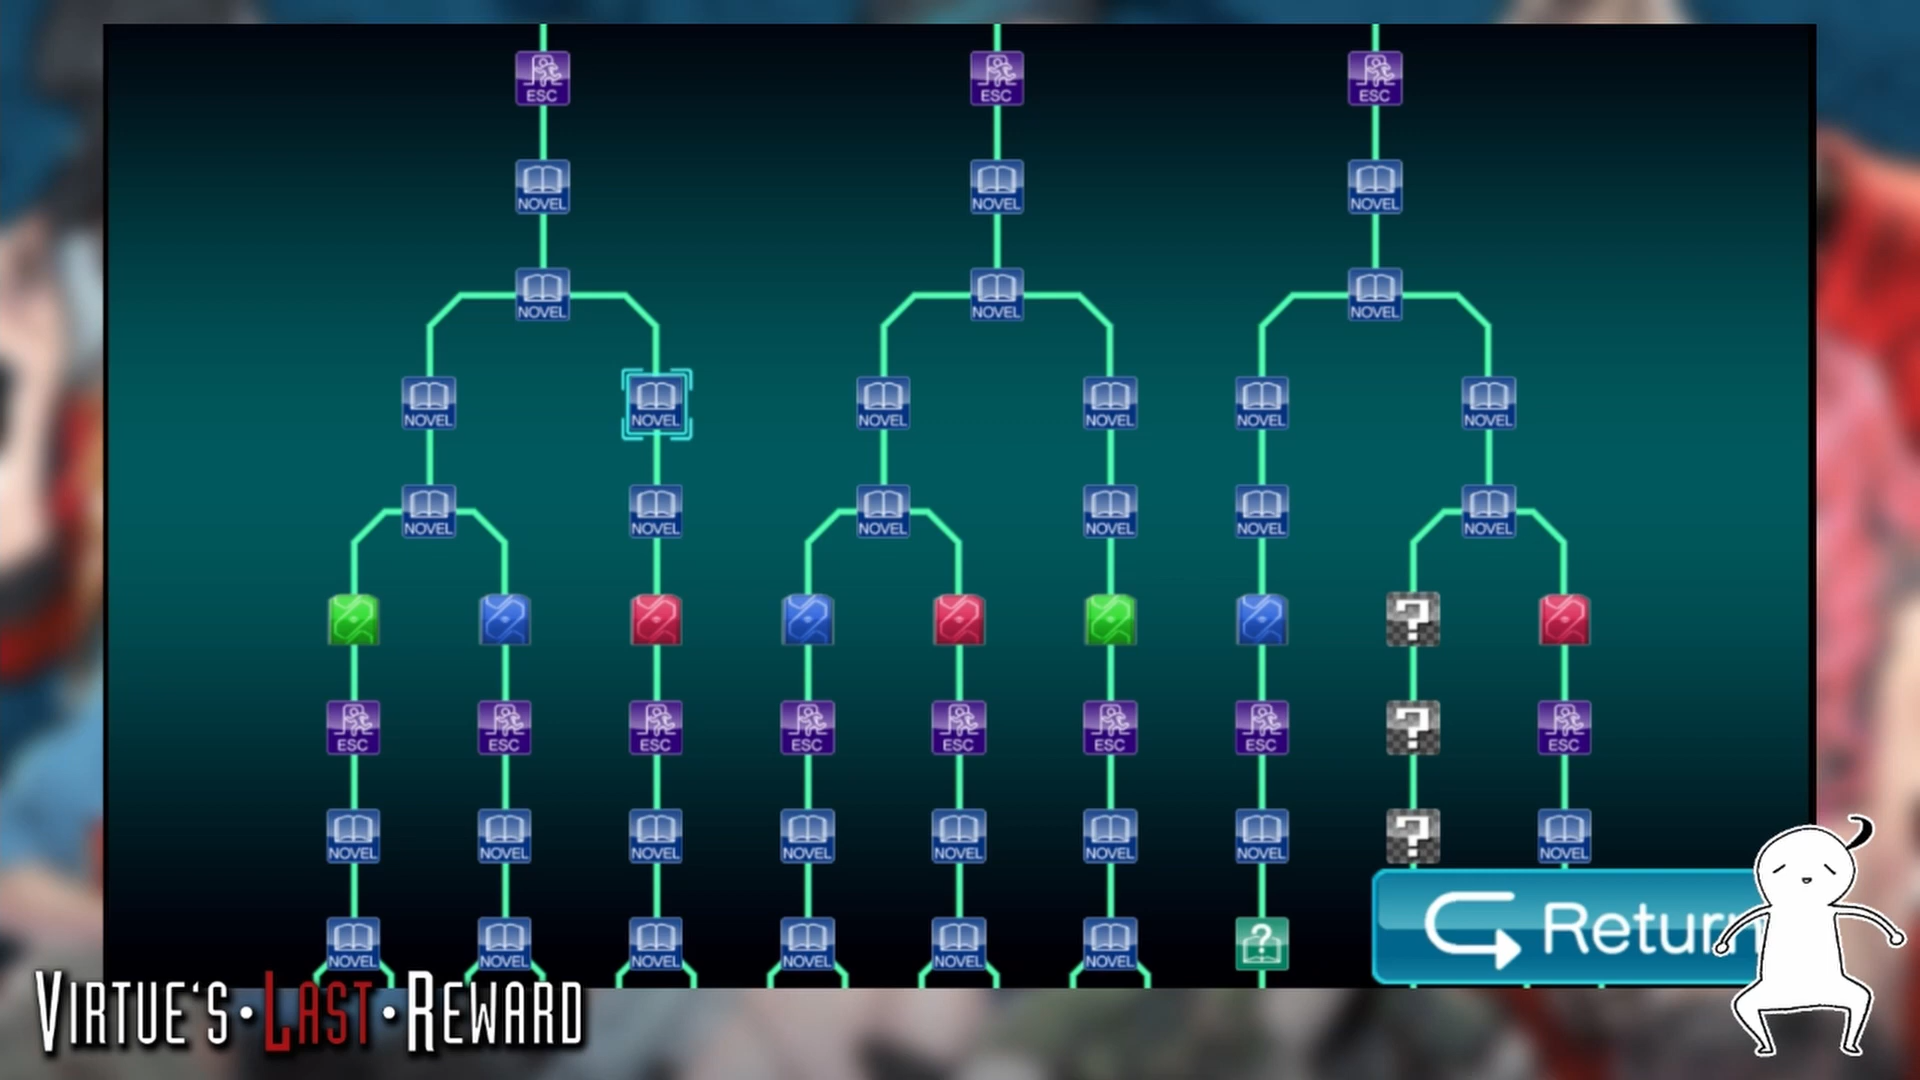 ESC ESC ESC
NOVEL NOVEL NOVEL
NOVEL NOVEL NOVEL
NOVEL NOVEL NOVEL NOVEL NOVEL NOVEL
NOVEL NOVEL NOVEL NOVEL NOVEL NOVEL
?
ESC ESC ESC ESC ESC ESC ESC ? ESC
NOVEL NOVEL NOVEL NOVEL NOVEL NOVEL NOVEL ? NOVEL
NOVEL NOVEL NOVEL NOVEL NOVEL NOVEL ?
Return
VIRTUE'S·LAST·REWARD